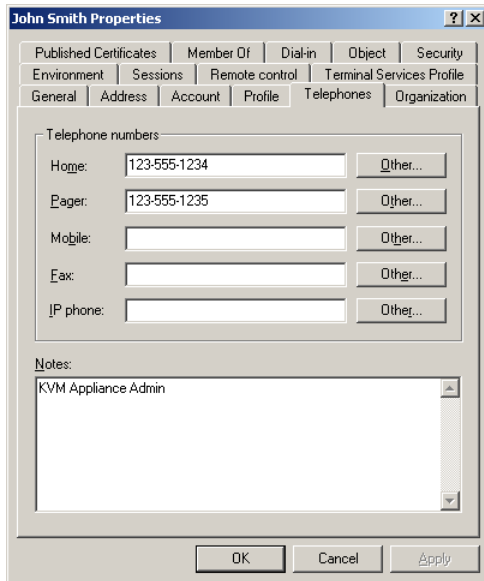 John Smith Properties
Published Certificates Member Of Dial-in Object Security
Environment Sessions Remote control Terminal Services Profile
General Address Account Profile Telephones Organization
Telephone numbers
Home: 123-555-1234 Other...
Pager: 123-555-1235 Other...
Mobile: Other...
Fax: Other...
IP phone: Other...
Notes:
KVM Appliance Admin
OK Cancel Apply